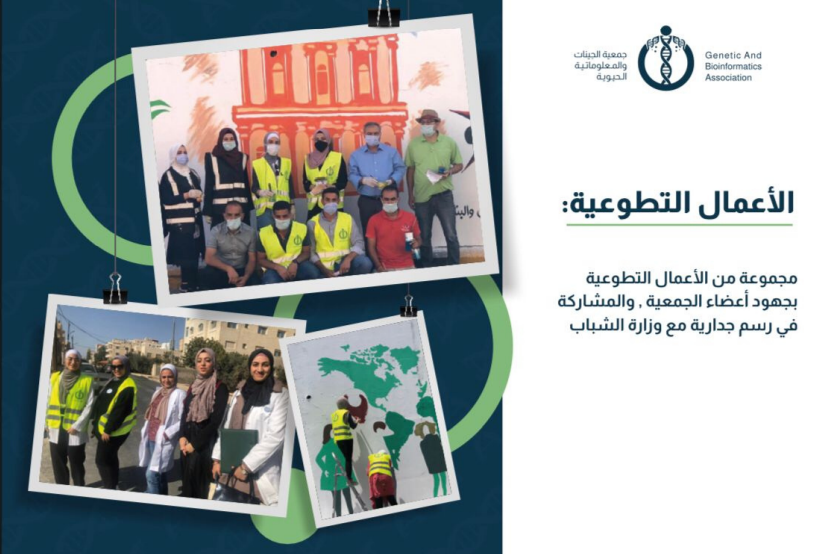 جمعية الجينات
والمعلوماتية
الحيوية
Genetic And
Bioinformatics
Association
الأعمال التطوعية:
مجموعة من الأعمال التطوعية
بجهود أعضاء الجمعية , والمشاركة
في رسم جدارية مع وزارة الشباب